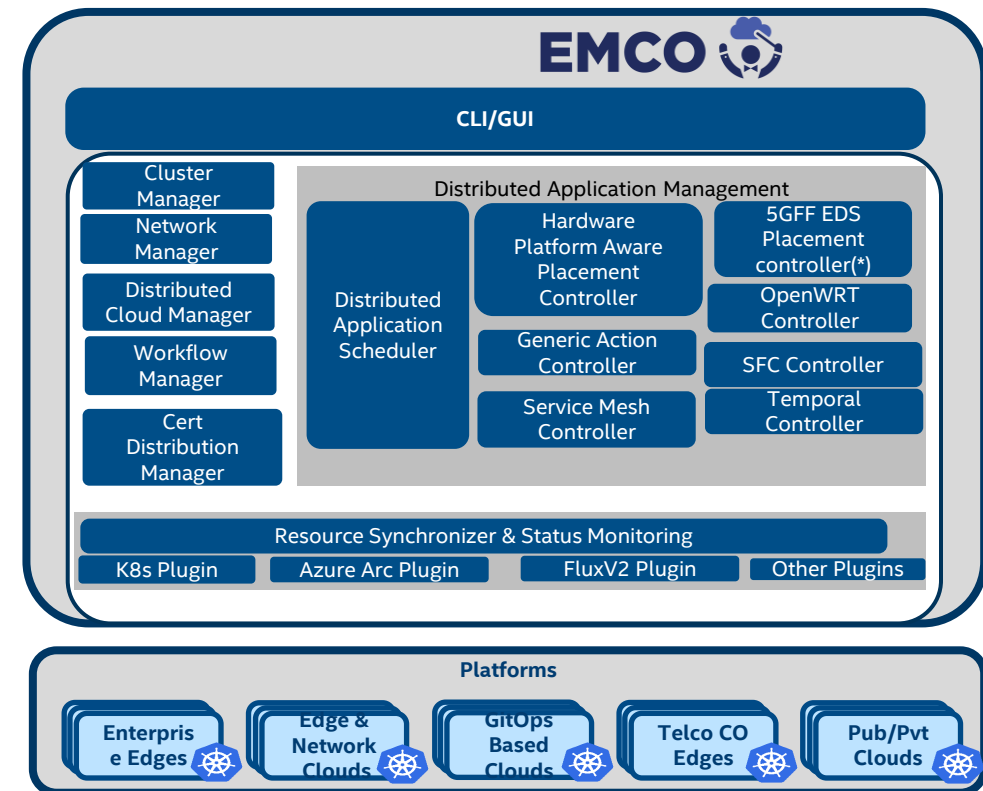 EMCO
CLI/GUI
Cluster
Manager
Network
Manager
Distributed
Cloud Manager
Workflow
Manager
Cert
Distribution
Manager
Distributed Application Management
Distributed
Application
Scheduler
Hardware
Platform Aware
Placement
Controller
Generic Action
Controller
Service Mesh
Controller
5GFF EDS
Placement
controller(*)
OpenWRT
Controller
SFC Controller
Temporal
Controller
Resource Synchronizer & Status Monitoring
K8s Plugin
Azure Arc Plugin
FluxV2 Plugin
Other Plugins
Platforms
Enterpris
e Edges
Edge &
Network
Clouds
GitOps
Based
Clouds
Telco CO
Edges
Pub/Pvt
Clouds